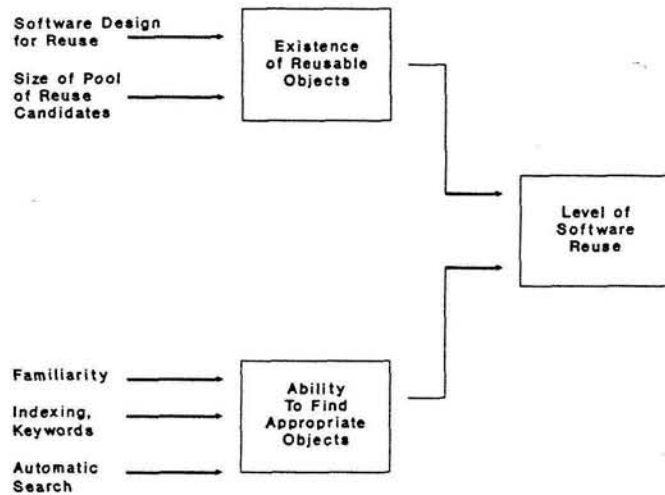 Software Design
for Reuse
Size of Pool
of Reuse
Candidates
Existence
of Reusable
Objects
Level of
Software
Reuse
Familiarity
Indexing,
Keywords
Automatic
Search
Ability
To Find
Appropriate
Objects